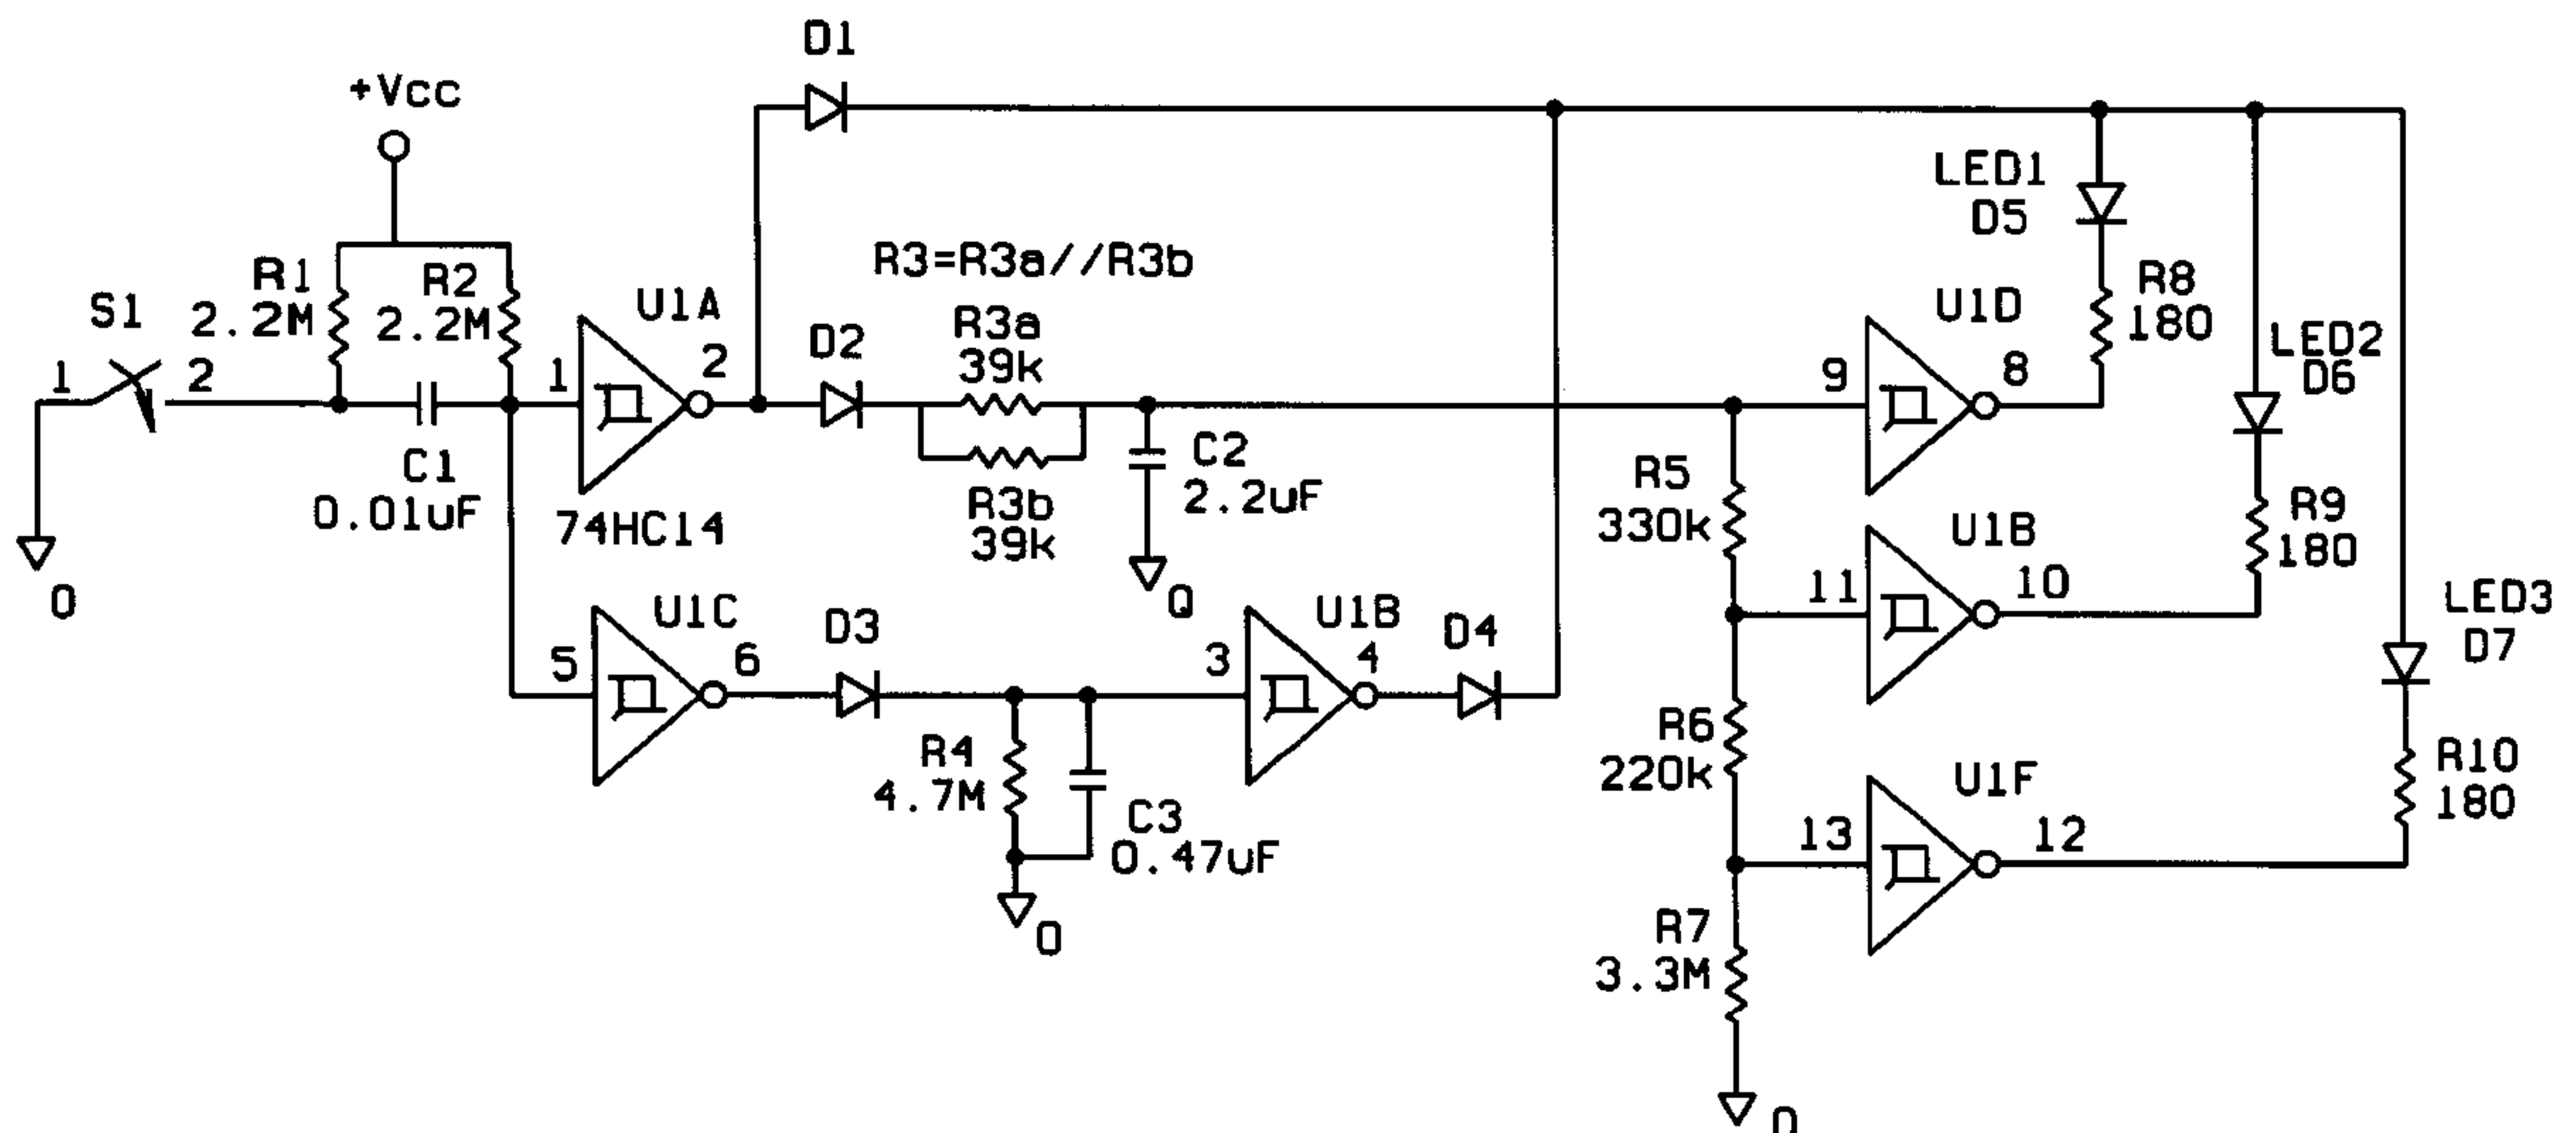 D1
+Vcc
LED1
D5
R1
2.2M
R2
2.2M
R3=R3a//R3b
S1
U1A
R3a
39k
D2
U1D
R8
180
LED2
D6
1
2
1
2
9
8
C1
0.01uF
C2
2.2uF
R3b
39k
74HC14
R5
330k
U1B
R9
180
0
Q
11
10
U1C
D3
U1B
D4
LED3
D7
5
6
3
4
R4
4.7M
R6
220k
R10
180
C3
0.47uF
U1F
13
12
0
R7
3.3M